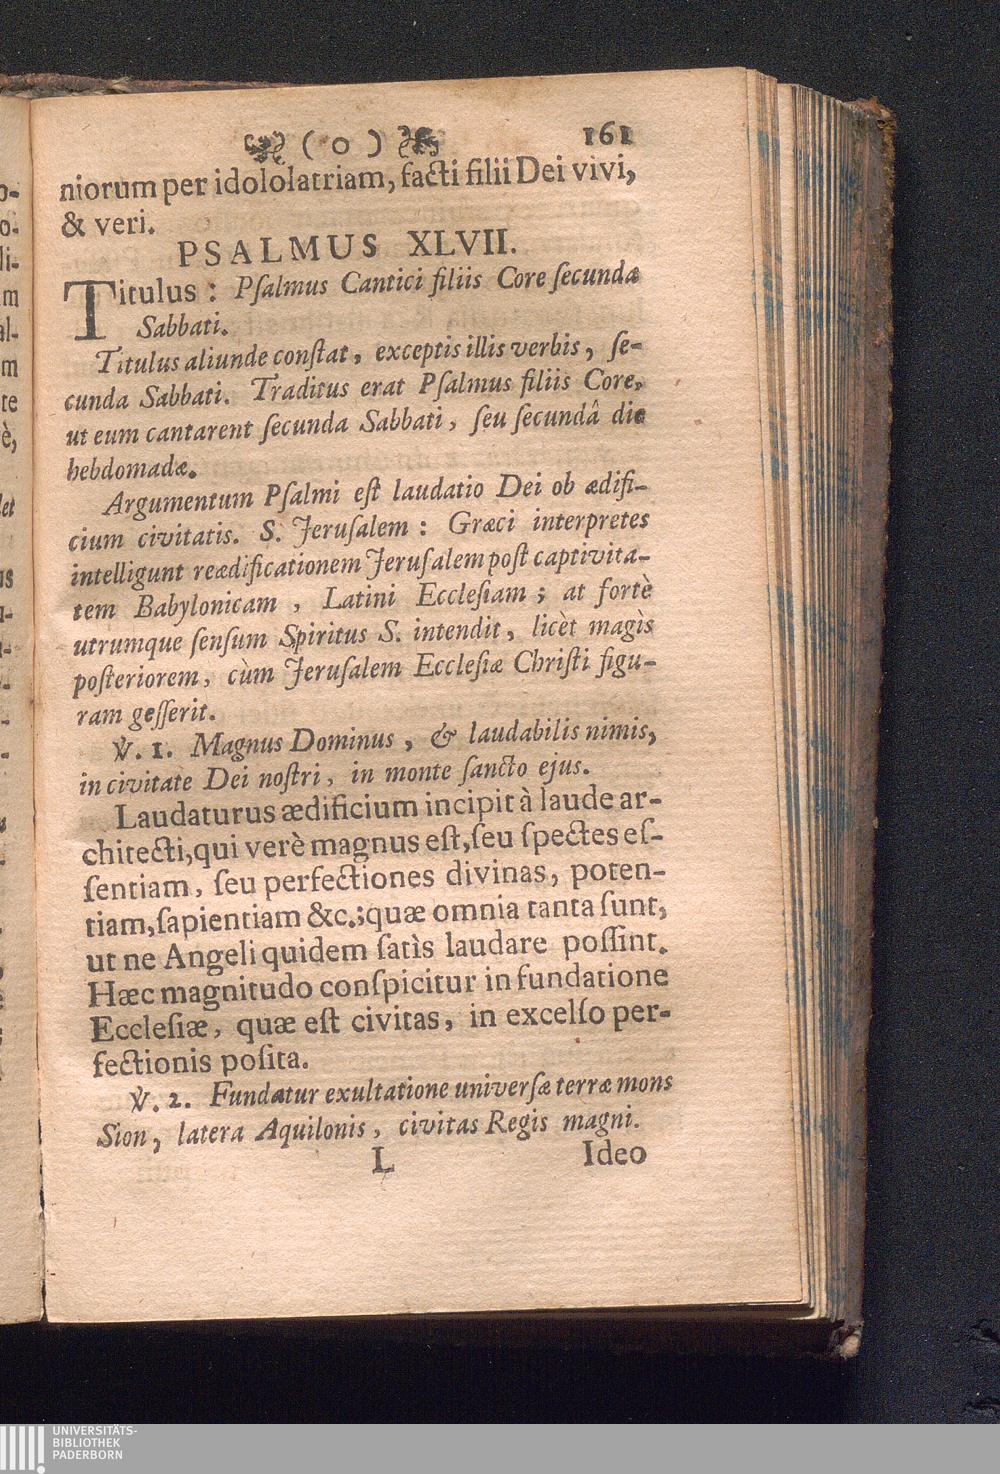 ( o ) 161
niorum per idololatriam, facti filii Dei vivi,
& veri.
PSALMUS XLVII.
Titulus : Pſalmus Cantici filiis Core ſecunda
Sabbati.
Titulus aliunde conſtat, exceptis illis verbis, ſe-
cunda Sabbati. Traditus erat Pſalmus filiis Core,
ut eum cantarent ſecunda Sabbati, ſeu ſecundâ die
hebdomadæ.
Argumentum Pſalmi eſt laudatio Dei ob ædifi-
cium civitatis. S. Jeruſalem : Græci interpretes
intelligunt reædificationem Jeruſalem poſt captivita-
tem Babylonicam , Latini Eccleſiam ; at fortè
utrumque ſenſum Spiritus S. intendit, licèt magis
poſteriorem, cùm Jeruſalem Eccleſiæ Chriſti figu-
ram geſſerit.
℣. 1. Magnus Dominus , & laudabilis nimis,
in civitate Dei noſtri, in monte ſancto ejus.
Laudaturus ædificium incipit à laude ar-
chitecti, qui verè magnus eſt, ſeu ſpectes eſ-
ſentiam, ſeu perfectiones divinas, poten-
tiam, ſapientiam &c.; quæ omnia tanta ſunt,
ut ne Angeli quidem ſatìs laudare poſſint.
Hæc magnitudo conſpicitur in fundatione
Eccleſiæ, quæ eſt civitas, in excelſo per-
fectionis poſita.
℣. 2. Fundatur exultatione univerſæ terræ mons
Sion, latera Aquilonis, civitas Regis magni.
L Ideo
UNIVERSITÄTS-
BIBLIOTHEK
PADERBORN